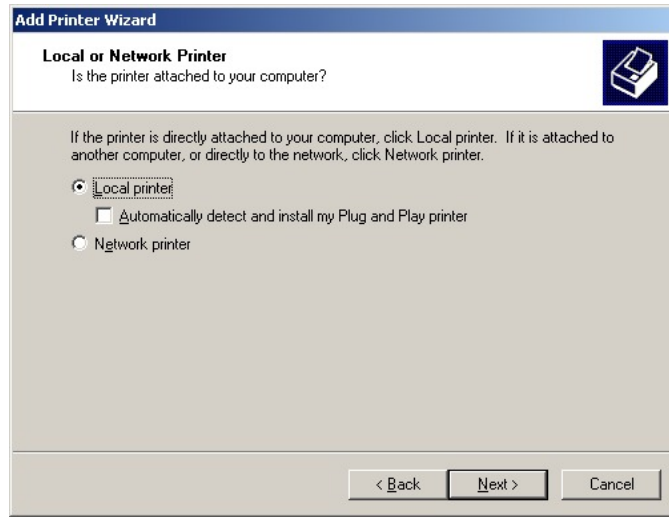 Add Printer Wizard
Local or Network Printer
Is the printer attached to your computer?
If the printer is directly attached to your computer, click Local printer. If it is attached to
another computer, or directly to the network, click Network printer.
Local printer
Automatically detect and install my Plug and Play printer
Network printer
< Back Next > Cancel